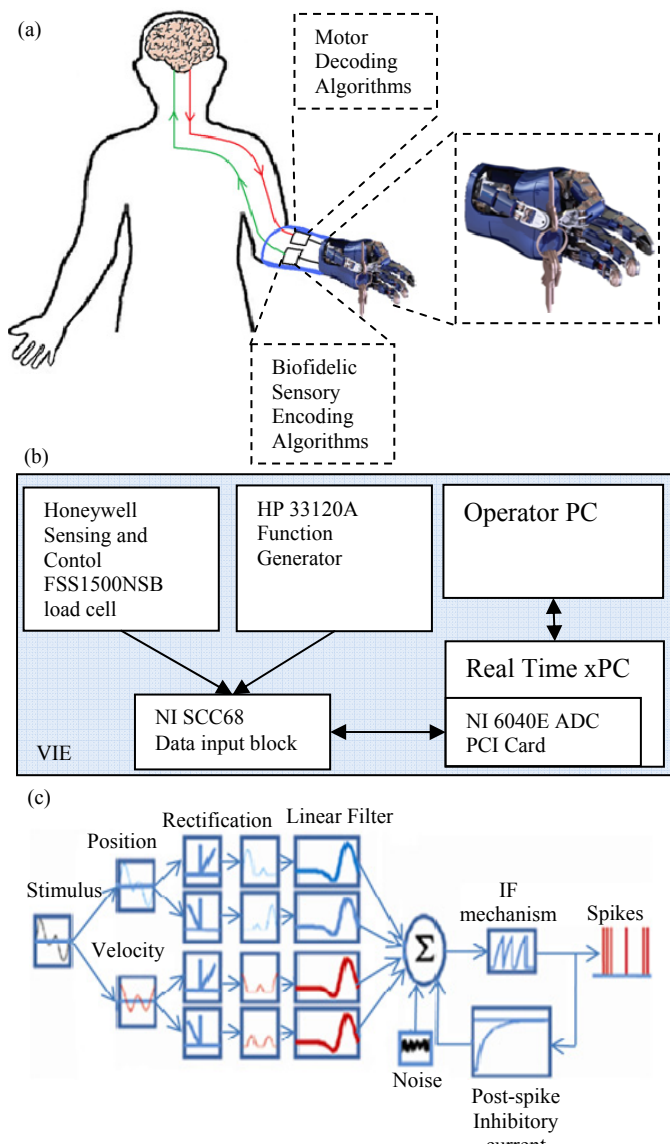 (a)
Motor
Decoding
Algorithms
Biofidelic
Sensory
Encoding
Algorithms
(b)
Honeywell
Sensing and
Contol
FSS1500NSB
load cell
HP 33120A
Function
Generator
Operator PC
Real Time xPC
NI 6040E ADC
PCI Card
NI SCC68
Data input block
VIE
(c)
Stimulus
Position
Velocity
Rectification
Linear Filter
Σ
Noise
IF
mechanism
Spikes
Post-spike
Inhibitory
current